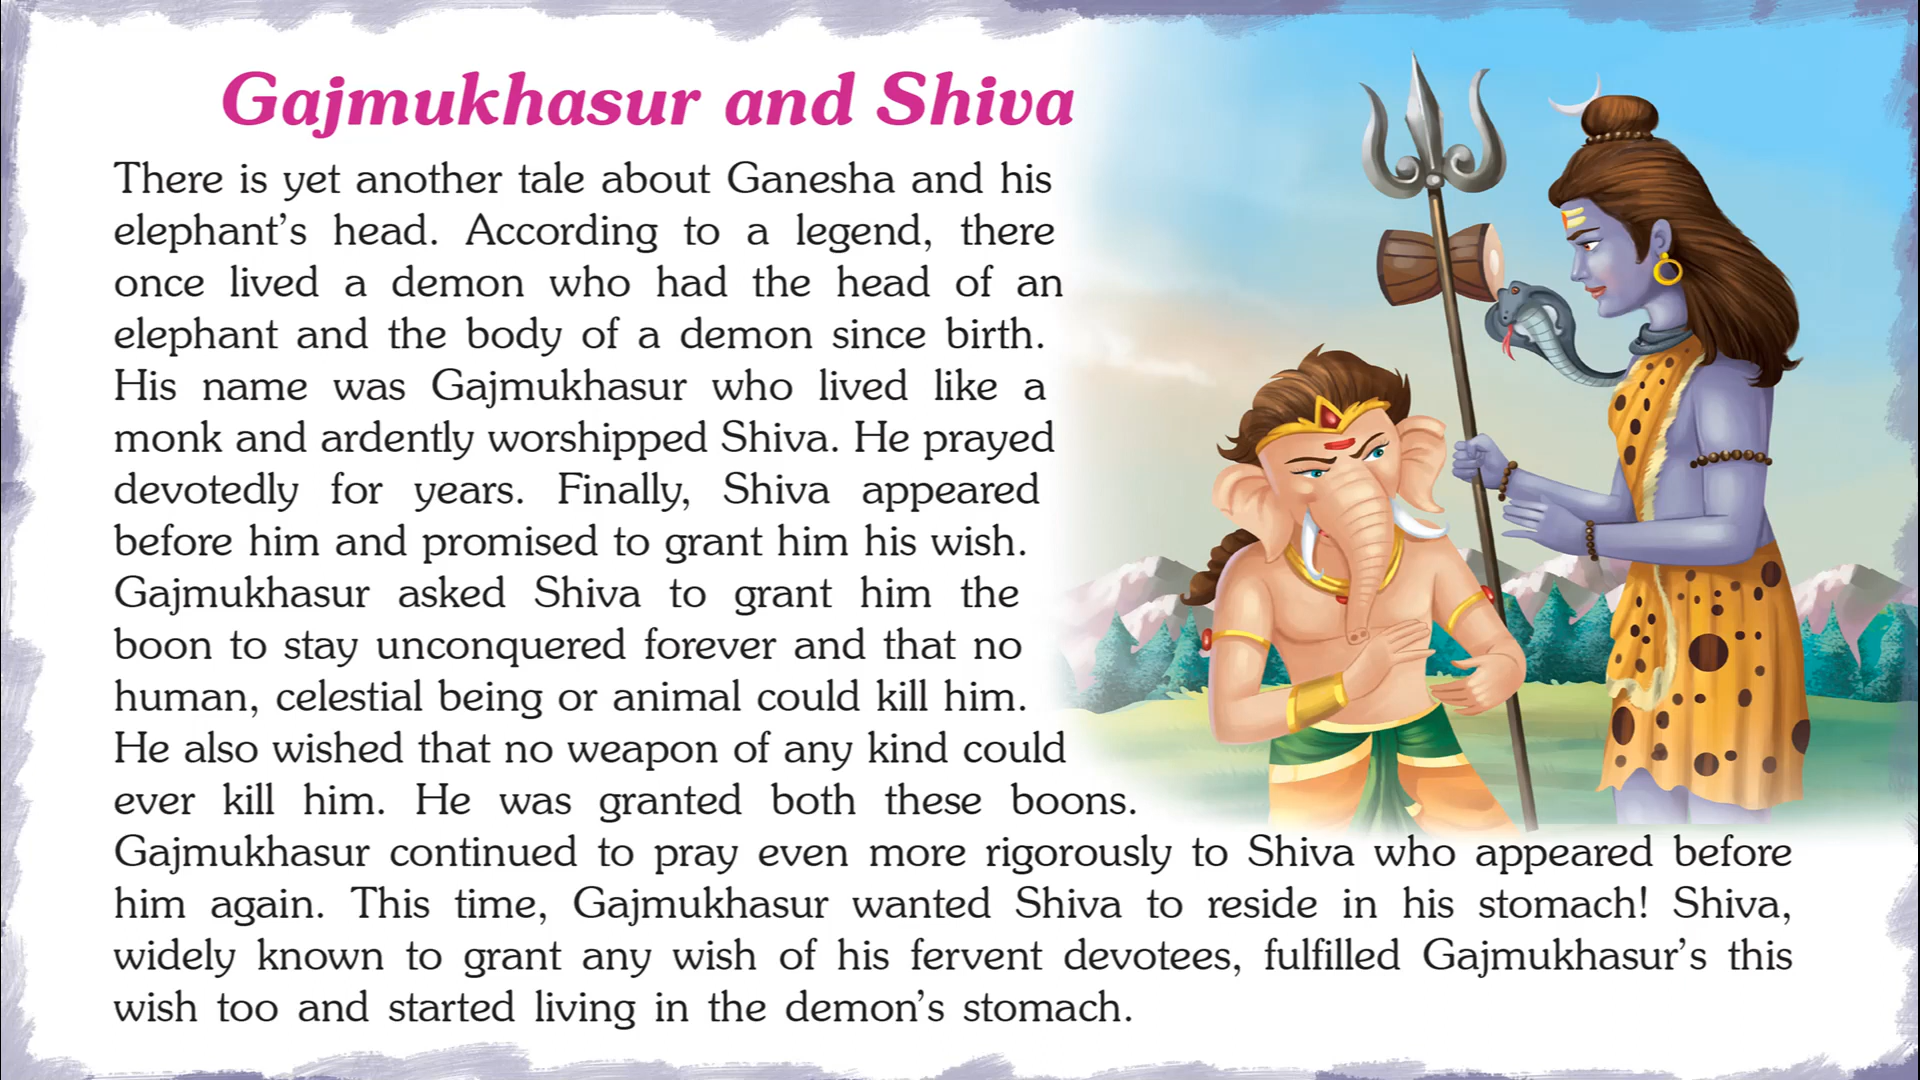 Gajmukhasur and Shiva
There is yet another tale about Ganesha and his
elephant’s head. According to a legend, there
once lived a demon who had the head of an
elephant and the body of a demon since birth.
His name was Gajmukhasur who lived like a
monk and ardently worshipped Shiva. He prayed
devotedly for years. Finally, Shiva appeared
before him and promised to grant him his wish.
Gajmukhasur asked Shiva to grant him the
boon to stay unconquered forever and that no
human, celestial being or animal could kill him.
He also wished that no weapon of any kind could
ever kill him. He was granted both these boons.
Gajmukhasur continued to pray even more rigorously to Shiva who appeared before
him again. This time, Gajmukhasur wanted Shiva to reside in his stomach! Shiva,
widely known to grant any wish of his fervent devotees, fulfilled Gajmukhasur’s this
wish too and started living in the demon’s stomach.